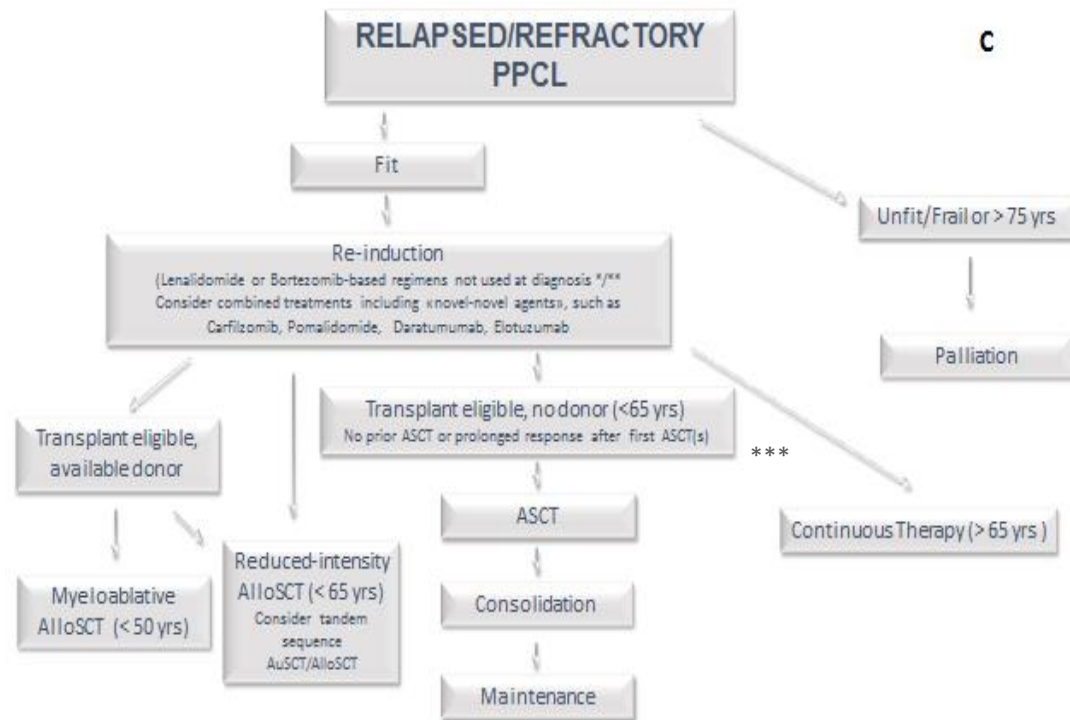 RELAPSED/REFRACTORY
PPCL
C
Fit
Unfit/Frail or > 75 yrs
Re-induction
(Lenalidomide or Bortezomib-based regimens not used at diagnosis */**
Consider combined treatments including «novel-novel agents», such as
Carfilzomib, Pomalidomide, Daratumumab, Elotuzumab
Palliation
Transplant eligible, no donor (<65 yrs)
No prior ASCT or prolonged response after first ASCT(s)
***
Transplant eligible,
available donor
ASCT
Continuous Therapy (> 65 yrs )
Reduced-intensity
AlloSCT (< 65 yrs)
Consider tandem
sequence
AuSCT/AlloSCT
Myeloablative
AlloSCT (< 50 yrs)
Consolidation
Maintenance